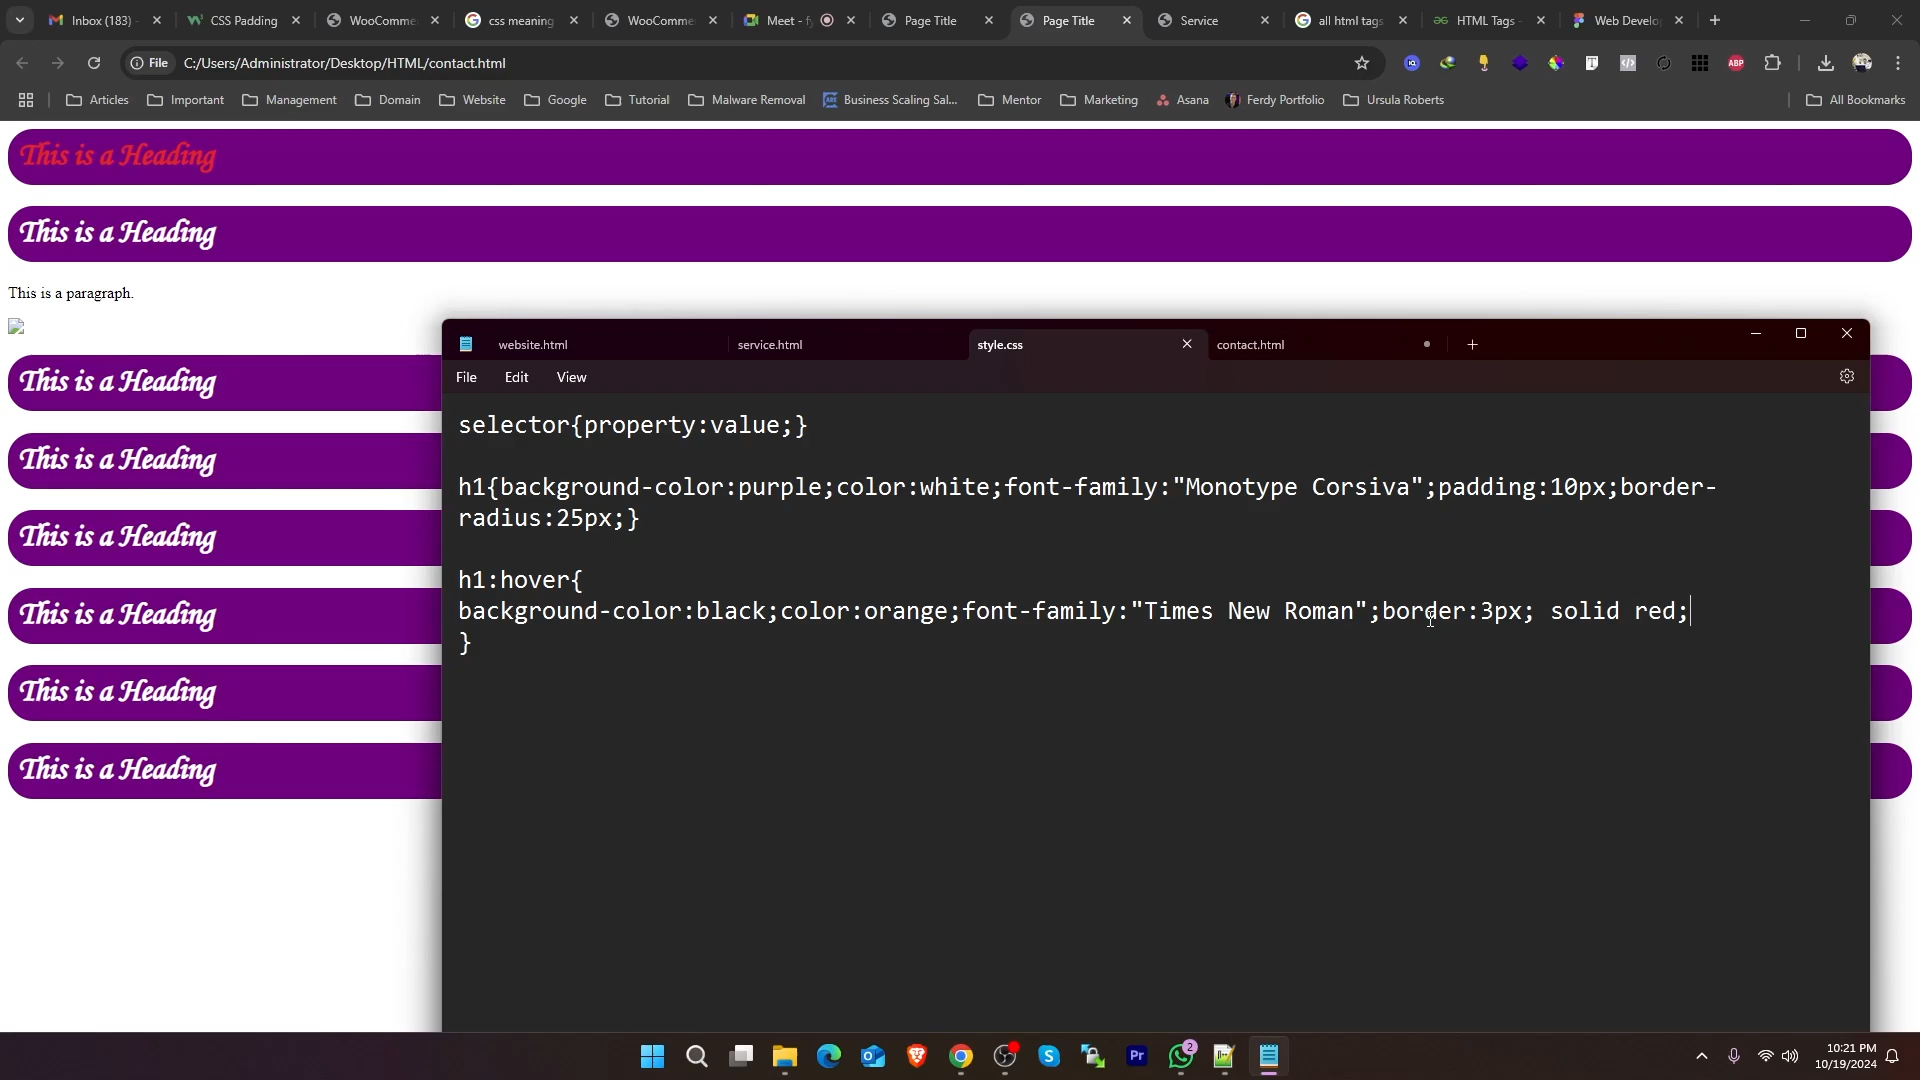 Inbox (183)
CSS Padding
WooComme
css meaning
WooComme
Meet - fy
Page Title
Page Title
Service
all html tags
HTML Tags -
Web Develo
File
C:/Users/Administrator/Desktop/HTML/contact.html
ABP
Articles
Important
Management
Domain
Website
Google
Tutorial
Malware Removal
Business Scaling Sal...
Mentor
Marketing
Asana
Ferdy Portfolio
Ursula Roberts
All Bookmarks
This is a Heading
This is a Heading
This is a paragraph.
This is a Heading
This is a Heading
This is a Heading
This is a Heading
This is a Heading
This is a Heading
website.html
service.html
style.css
contact.html
File
Edit
View
selector{property:value;}
h1{background-color:purple;color:white;font-family:"Monotype Corsiva";padding:10px;border-
radius:25px;}
h1:hover{
background-color:black;color:orange;font-family:"Times New Roman";border:3px; solid red;
}
Pr
2
10:21 PM
10/19/2024